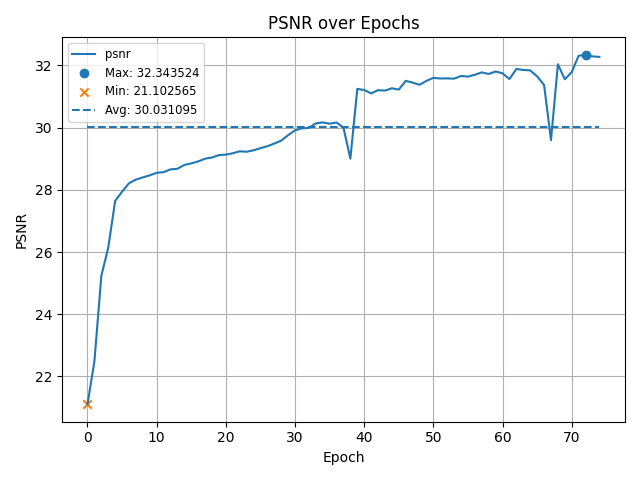 PSNR over Epochs
psnr
Max: 32.343524
Min: 21.102565
Avg: 30.031095
PSNR
32
30
28
26
24
22
0 10 20 30 40 50 60 70
Epoch